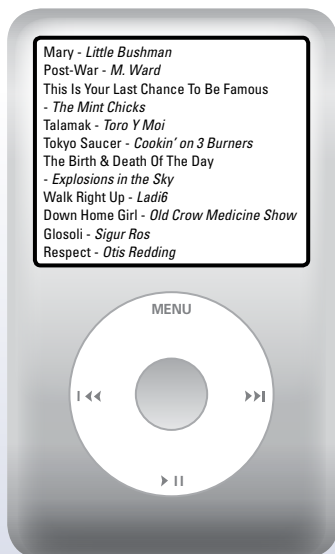 Mary - Little Bushman
Post-War - M. Ward
This Is Your Last Chance To Be Famous
- The Mint Chicks
Talamak - Toro Y Moi
Tokyo Saucer - Cookin’ on 3 Burners
The Birth & Death Of The Day
- Explosions in the Sky
Walk Right Up - Ladi6
Down Home Girl - Old Crow Medicine Show
Glosoli - Sigur Ros
Respect - Otis Redding
MENU